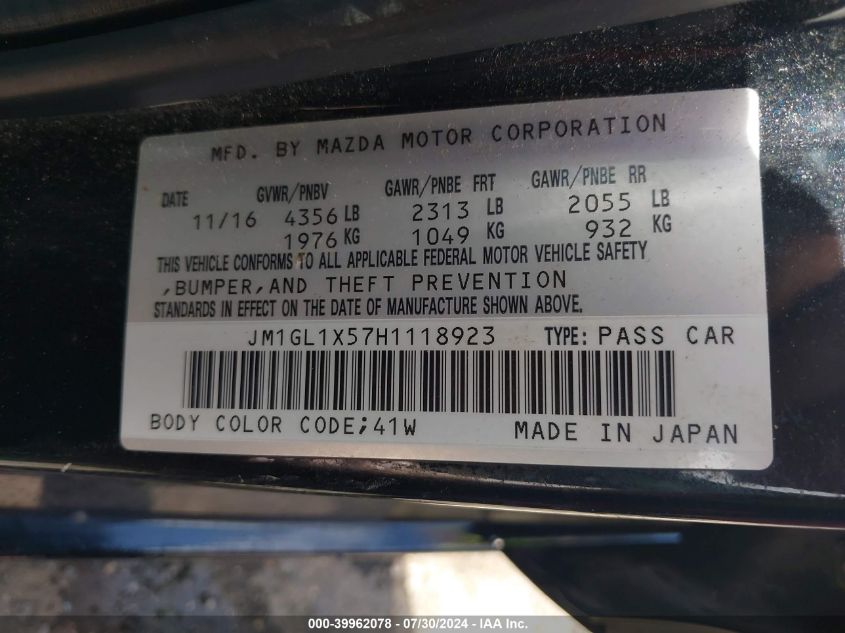 MFD. BY MAZDA MOTOR CORPORATION
DATE GVWR/PNBV GAWR/PNBE FRT GAWR/PNBE RR
11/16 4356 LB 2313 LB 2055 LB
1976 KG 1049 KG 932 KG
THIS VEHICLE CONFORMS TO ALL APPLICABLE FEDERAL MOTOR VEHICLE SAFETY
,BUMPER,AND THEFT PREVENTION
STANDARDS IN EFFECT ON THE DATE OF MANUFACTURE SHOWN ABOVE.
JM1GL1X57H1118923 TYPE: PASS CAR
BODY COLOR CODE;41W MADE IN JAPAN
000-39962078 - 07/30/2024 - IAA Inc.